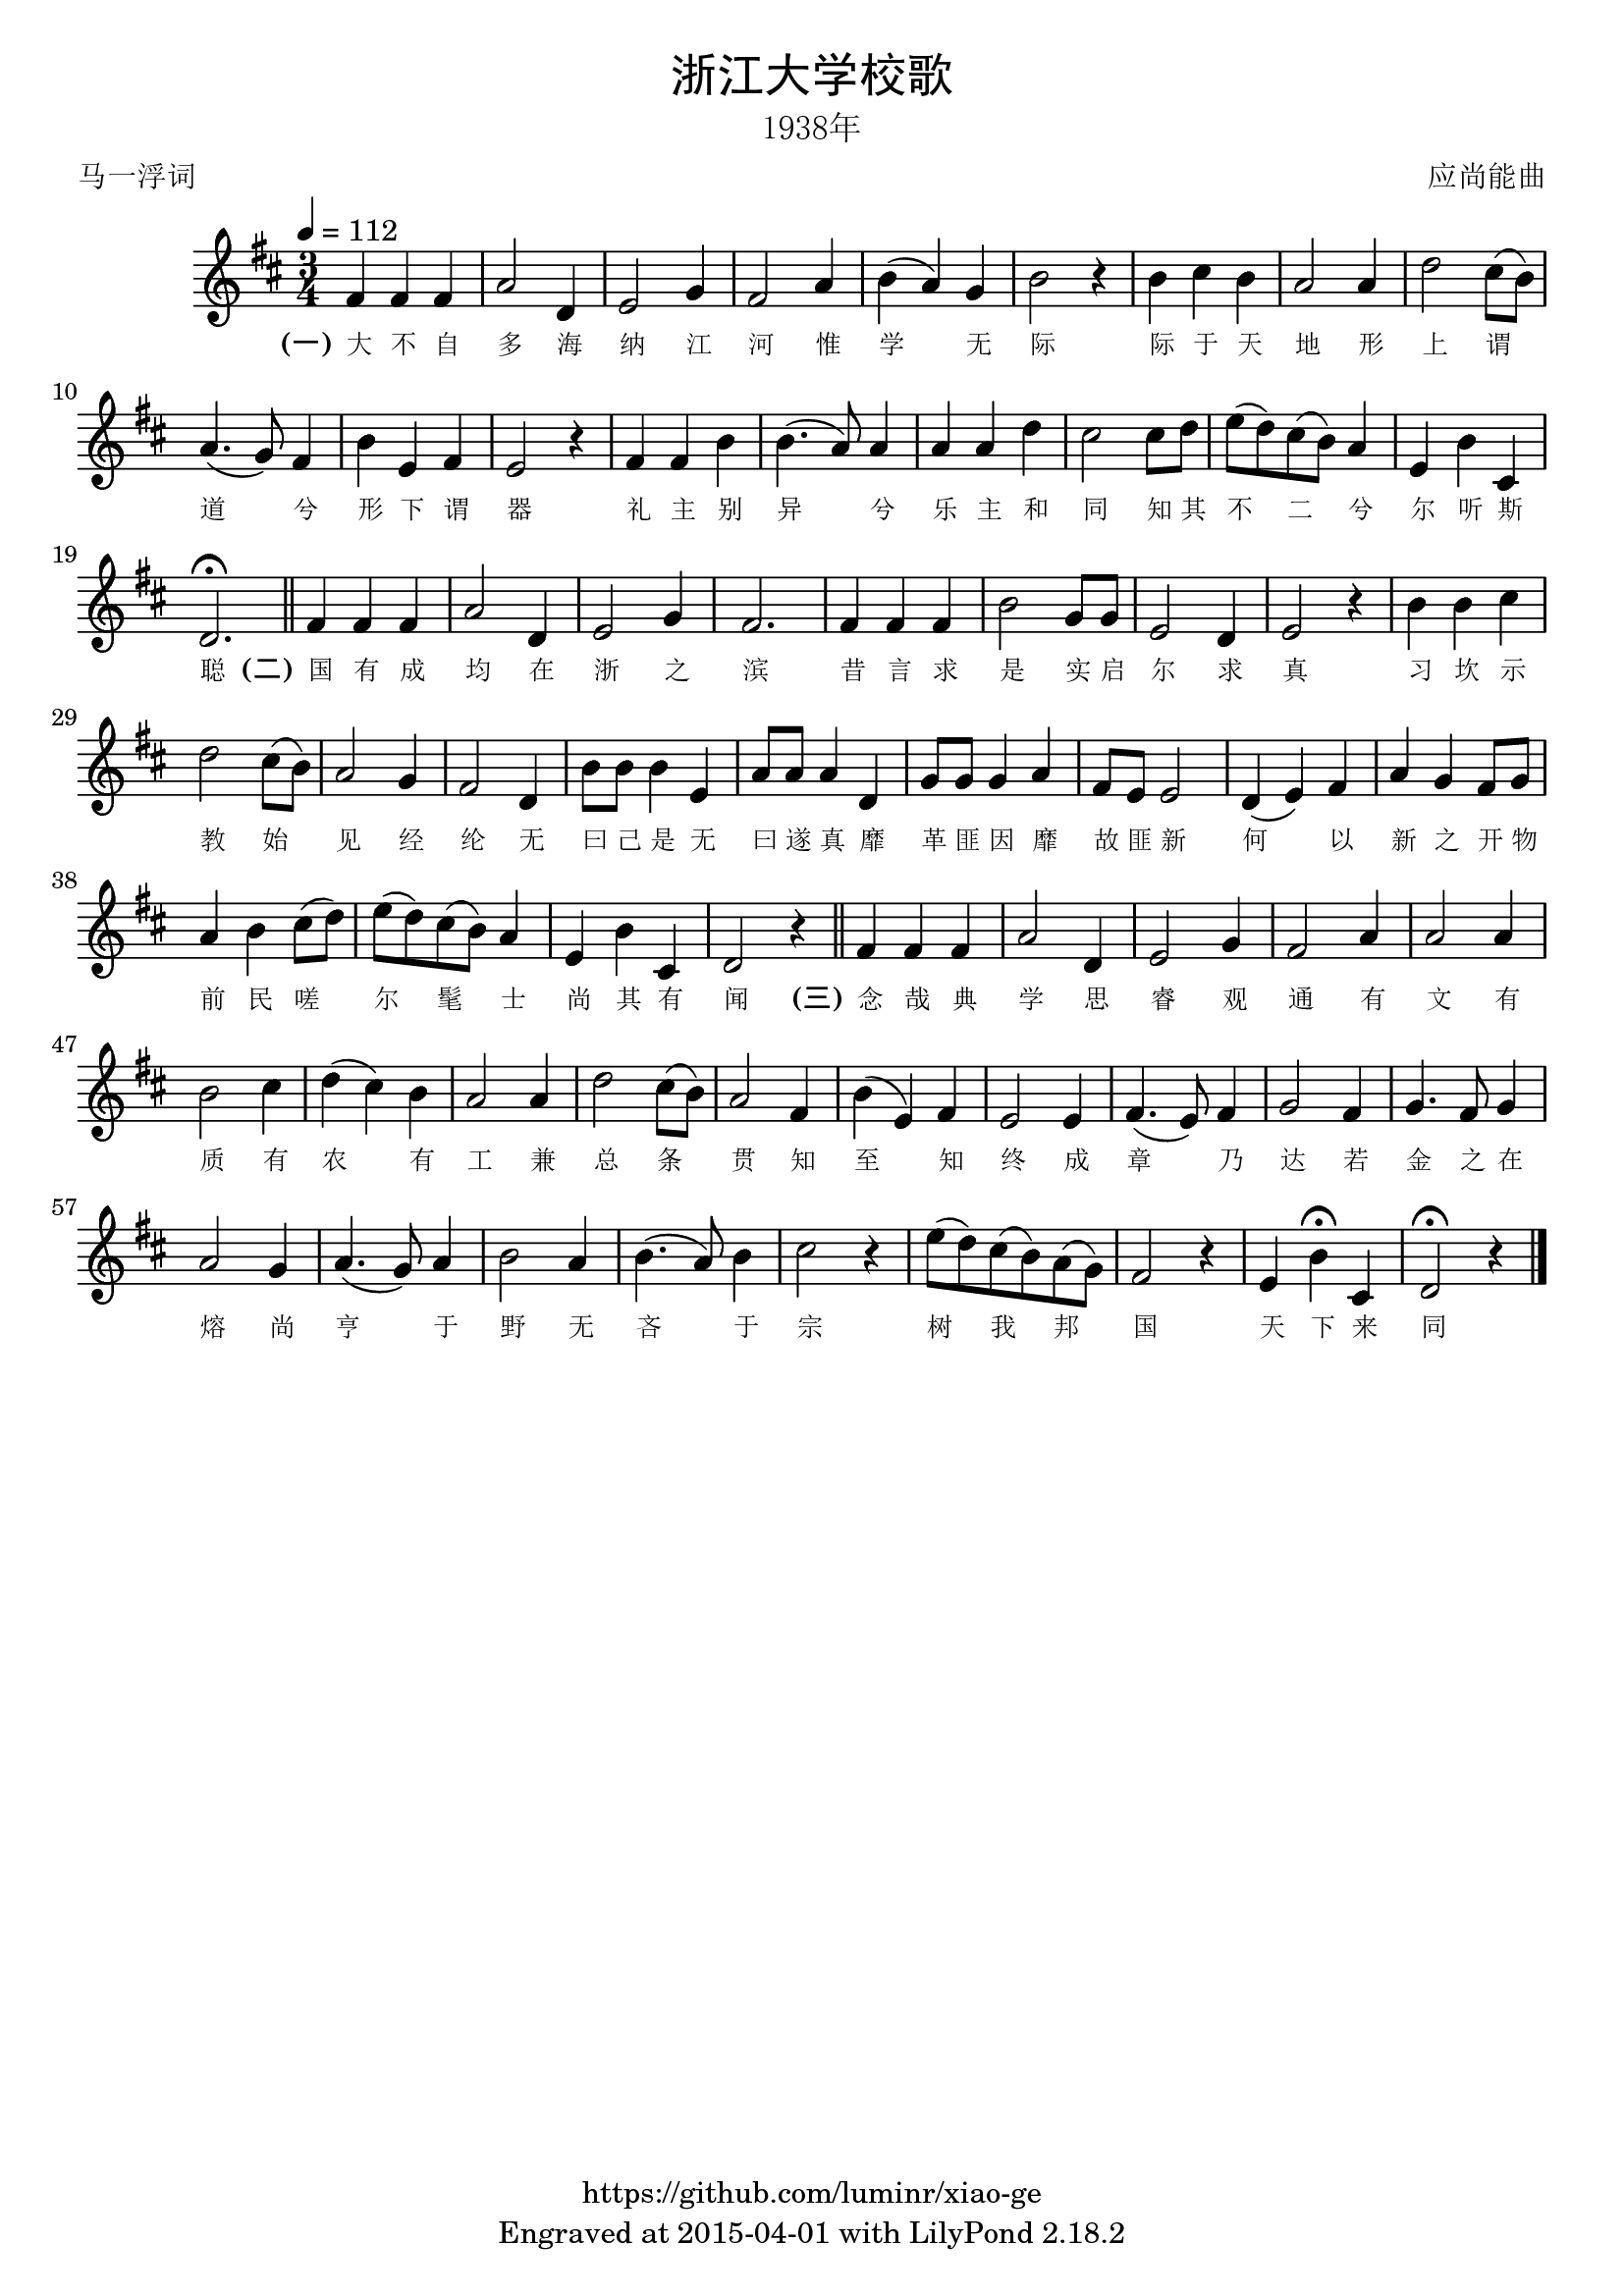 浙江大学校歌
1938年
马一浮词
应尚能曲
= 112
3
4
(一) 大 不 自 多 海 纳 江 河 惟 学 无 际 际 于 天 地 形 上 谓
10
道 兮 形 下 谓 器 礼 主 别 异 兮 乐 主 和 同 知 其 不 二 兮 尔 听 斯
19
聪 (二) 国 有 成 均 在 浙 之 滨 昔 言 求 是 实 启 尔 求 真 习 坎 示
29
教 始 见 经 纶 无 曰 己 是 无 曰 遂 真 靡 革 匪 因 靡 故 匪 新 何 以 新 之 开 物
38
前 民 嗟 尔 髦 士 尚 其 有 闻 (三) 念 哉 典 学 思 睿 观 通 有 文 有
47
质 有 农 有 工 兼 总 条 贯 知 至 知 终 成 章 乃 达 若 金 之 在
57
熔 尚 亨 于 野 无 吝 于 宗 树 我 邦 国 天 下 来 同
https://github.com/luminr/xiao-ge
Engraved at 2015-04-01 with LilyPond 2.18.2